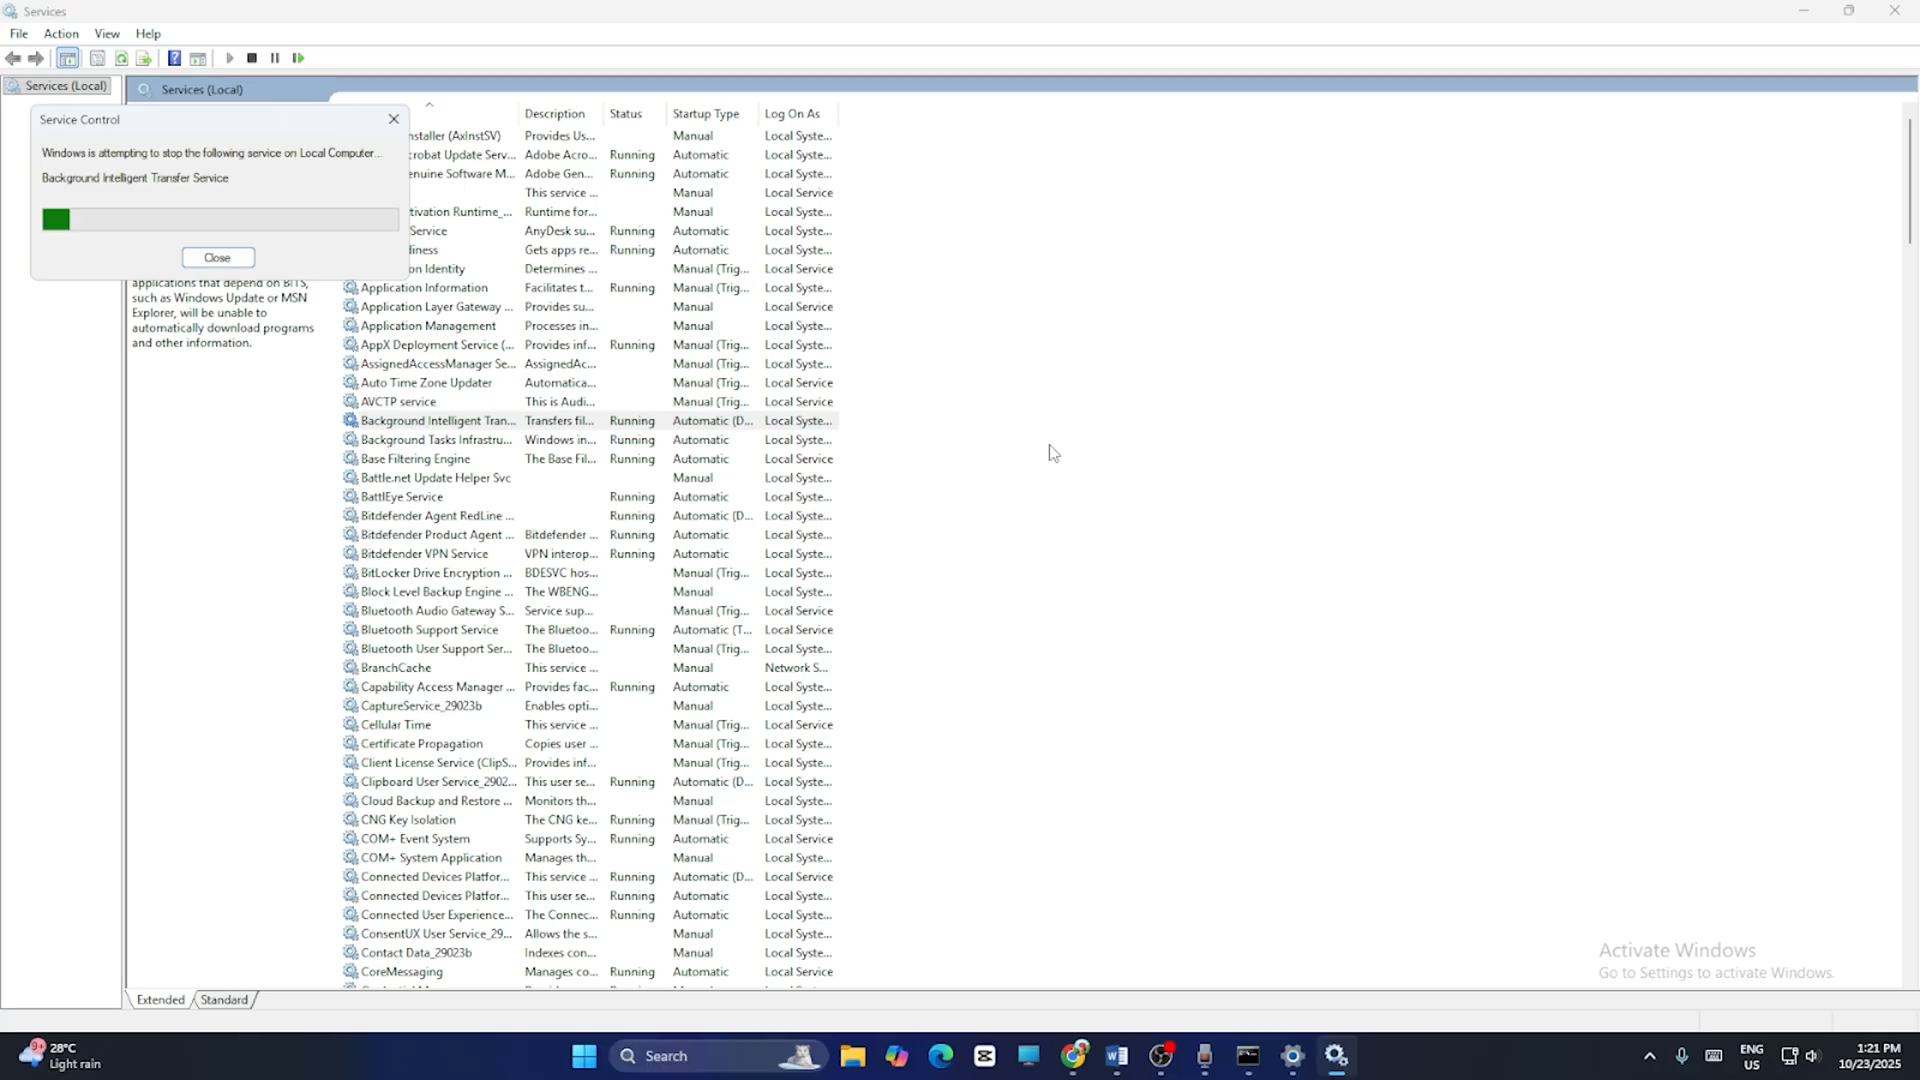 Services
File Action View Help
Services (Local)
Services (Local)
Service Control
Windows is attempting to stop the following service on Local Computer...
Background Intelligent Transfer Service
Close
applications that depend on BITS,
such as Windows Update or MSN
Explorer, will be unable to
automatically download programs
and other information.
Description Status Startup Type Log On As
nstaller (AxInstSV) Provides Us... Manual Local Syste...
crobat Update Serv... Adobe Acro... Running Automatic Local Syste...
enuine Software M... Adobe Gen... Running Automatic Local Syste...
This service ... Manual Local Service
tivation Runtime_... Runtime for... Manual Local Syste...
Service AnyDesk su... Running Automatic Local Syste...
diness Gets apps re... Running Automatic Local Syste...
on Identity Determines ... Manual (Trig... Local Service
Application Information Facilitates t... Running Manual (Trig... Local Syste...
Application Layer Gateway ... Provides su... Manual Local Service
Application Management Processes in... Manual Local Syste...
AppX Deployment Service (... Provides inf... Running Manual (Trig... Local Syste...
AssignedAccessManager Se... AssignedAc... Manual (Trig... Local Syste...
Auto Time Zone Updater Automatica... Manual (Trig... Local Service
AVCTP service This is Audi... Manual (Trig... Local Service
Background Intelligent Tran... Transfers fil... Running Automatic (D... Local Syste...
Background Tasks Infrastru... Windows in... Running Automatic Local Syste...
Base Filtering Engine The Base Fil... Running Automatic Local Service
Battle.net Update Helper Svc Manual Local Syste...
BattlEye Service Running Automatic Local Syste...
Bitdefender Agent RedLine ... Running Automatic (D... Local Syste...
Bitdefender Product Agent ... Bitdefender ... Running Automatic Local Syste...
Bitdefender VPN Service VPN interop... Running Automatic Local Syste...
BitLocker Drive Encryption ... BDESVC hos... Manual (Trig... Local Syste...
Block Level Backup Engine ... The WBENG... Manual Local Syste...
Bluetooth Audio Gateway S... Service sup... Manual (Trig... Local Service
Bluetooth Support Service The Bluetoo... Running Automatic (T... Local Service
Bluetooth User Support Ser... The Bluetoo... Manual (Trig... Local Syste...
BranchCache This service ... Manual Network S...
Capability Access Manager ... Provides fac... Running Automatic Local Syste...
CaptureService_29023b Enables opti... Manual Local Syste...
Cellular Time This service ... Manual (Trig... Local Service
Certificate Propagation Copies user ... Manual (Trig... Local Syste...
Client License Service (ClipS... Provides inf... Manual (Trig... Local Syste...
Clipboard User Service_2902... This user se... Running Automatic (D... Local Syste...
Cloud Backup and Restore ... Monitors th... Manual Local Syste...
CNG Key Isolation The CNG ke... Running Manual (Trig... Local Syste...
COM+ Event System Supports Sy... Running Automatic Local Service
COM+ System Application Manages th... Manual Local Syste...
Connected Devices Platfor... This service ... Running Automatic (D... Local Service
Connected Devices Platfor... This user se... Running Automatic Local Syste...
Connected User Experience... The Connec... Running Automatic Local Syste...
ConsentUX User Service_29... Allows the s... Manual Local Syste...
Contact Data_29023b Indexes con... Manual Local Syste...
CoreMessaging Manages co... Running Automatic Local Service
Activate Windows
Go to Settings to activate Windows.
Extended Standard
28°C
Light rain
Search
ENG
US
1:21 PM
10/23/2025